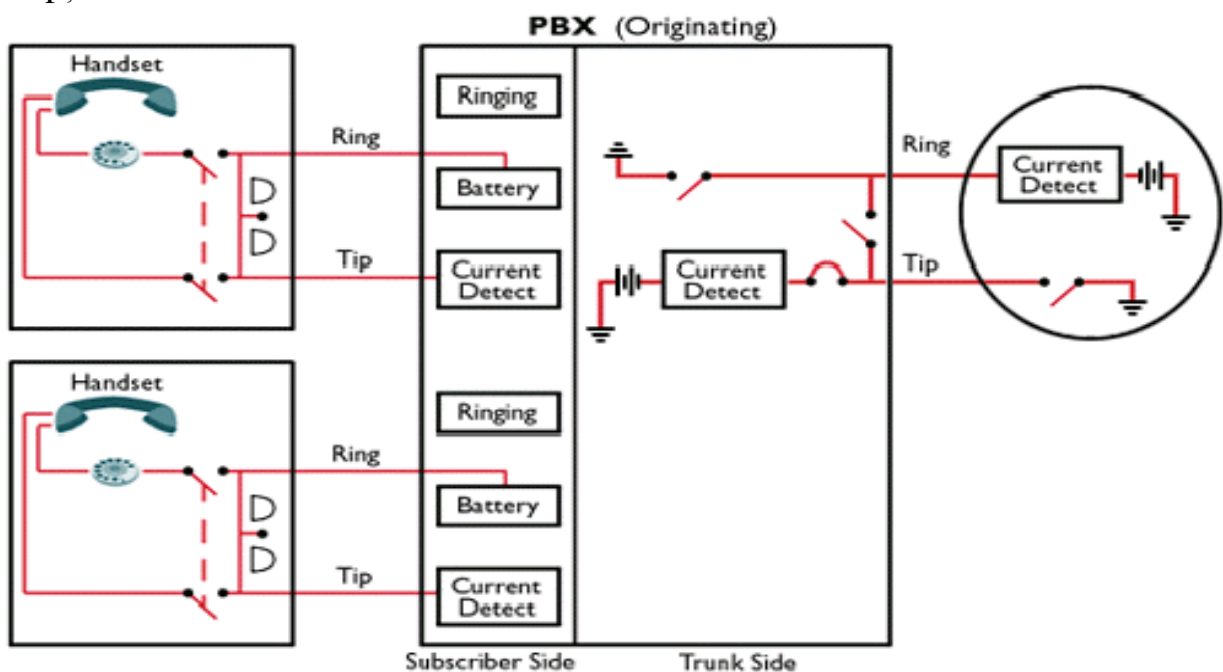 PBX (Originating)
Handset
Ring
Tip
Ringing
Battery
Current
Detect
Current
Detect
Ring
Tip
Current
Detect
Handset
Ring
Tip
Ringing
Battery
Current
Detect
Subscriber Side
Trunk Side